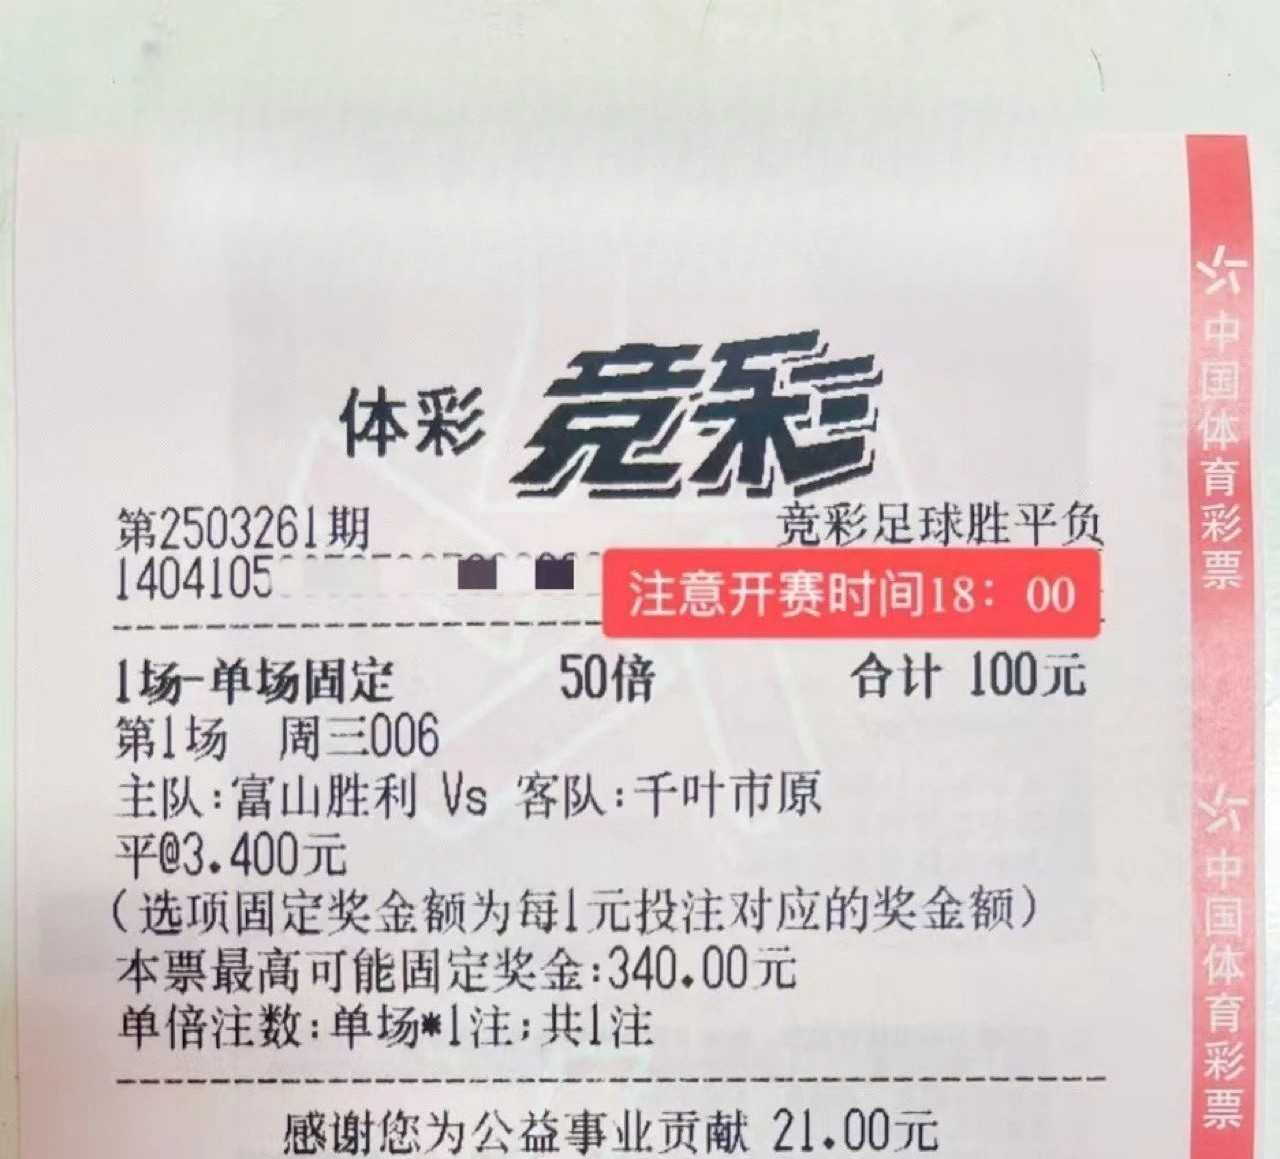 体彩 竞彩
第2503261期 竞彩足球胜平负
1404105
注意开赛时间18：00
1场-单场固定 50倍 合计 100元
第1场 周三006
主队:富山胜利 Vs 客队:千叶市原
平@3.400元
(选项固定奖金额为每1元投注对应的奖金额)
本票最高可能固定奖金:340.00元
单倍注数:单场*1注;共1注
感谢您为公益事业贡献 21.00元
中国体育彩票
中国体育彩票